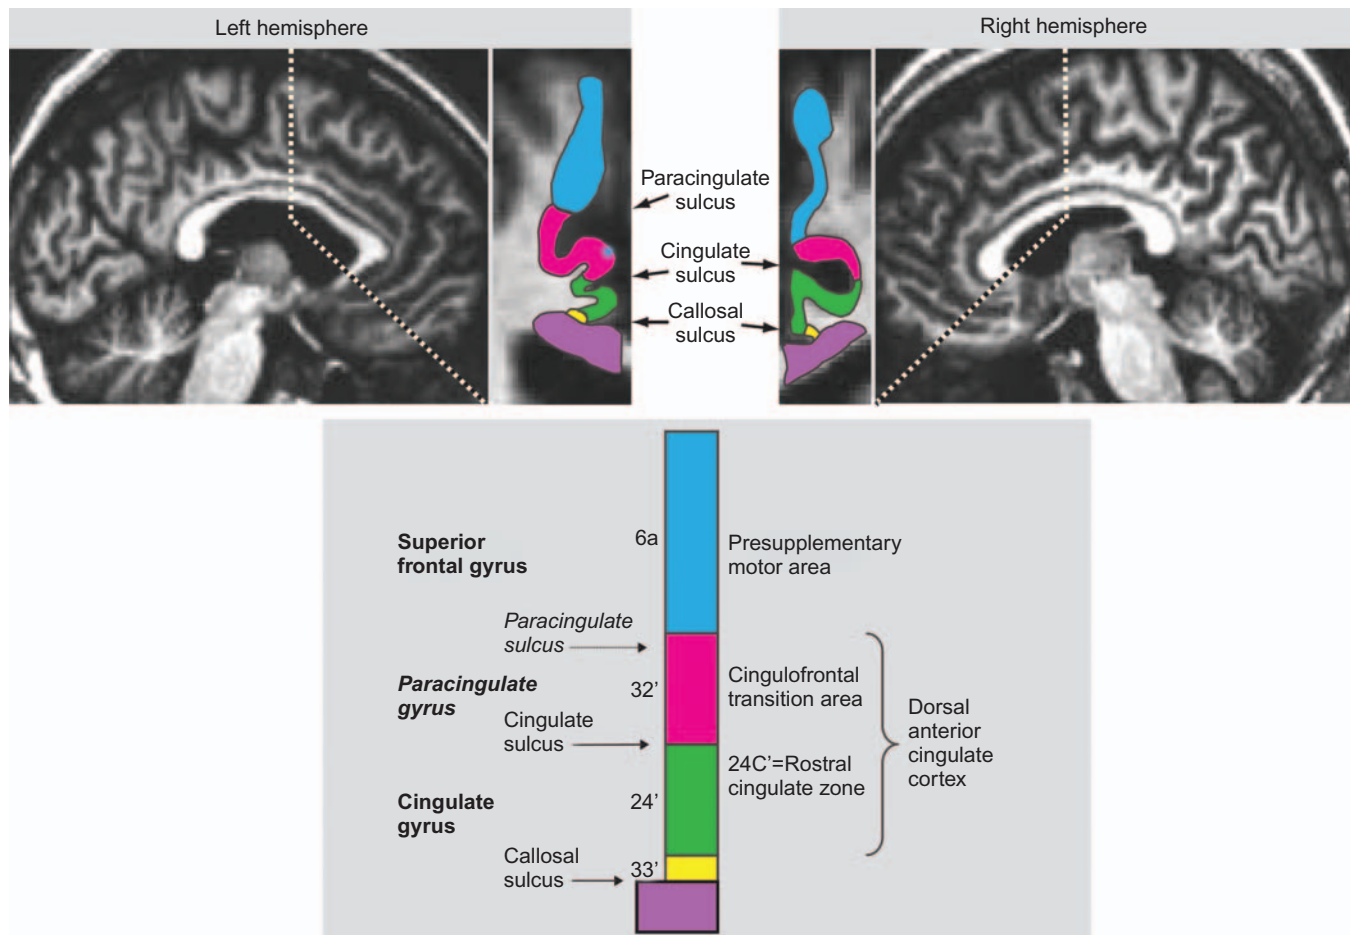 Left hemisphere
Right hemisphere
Paracingulate
sulcus
Cingulate
sulcus
Callosal
sulcus
Superior
frontal gyrus
6a
Presupplementary
motor area
Paracingulate
sulcus
Paracingulate
gyrus
32’
Cingulofrontal
transition area
Cingulate
sulcus
Dorsal
anterior
cingulate
cortex
24C’=Rostral
cingulate zone
Cingulate
gyrus
24’
Callosal
sulcus
33’